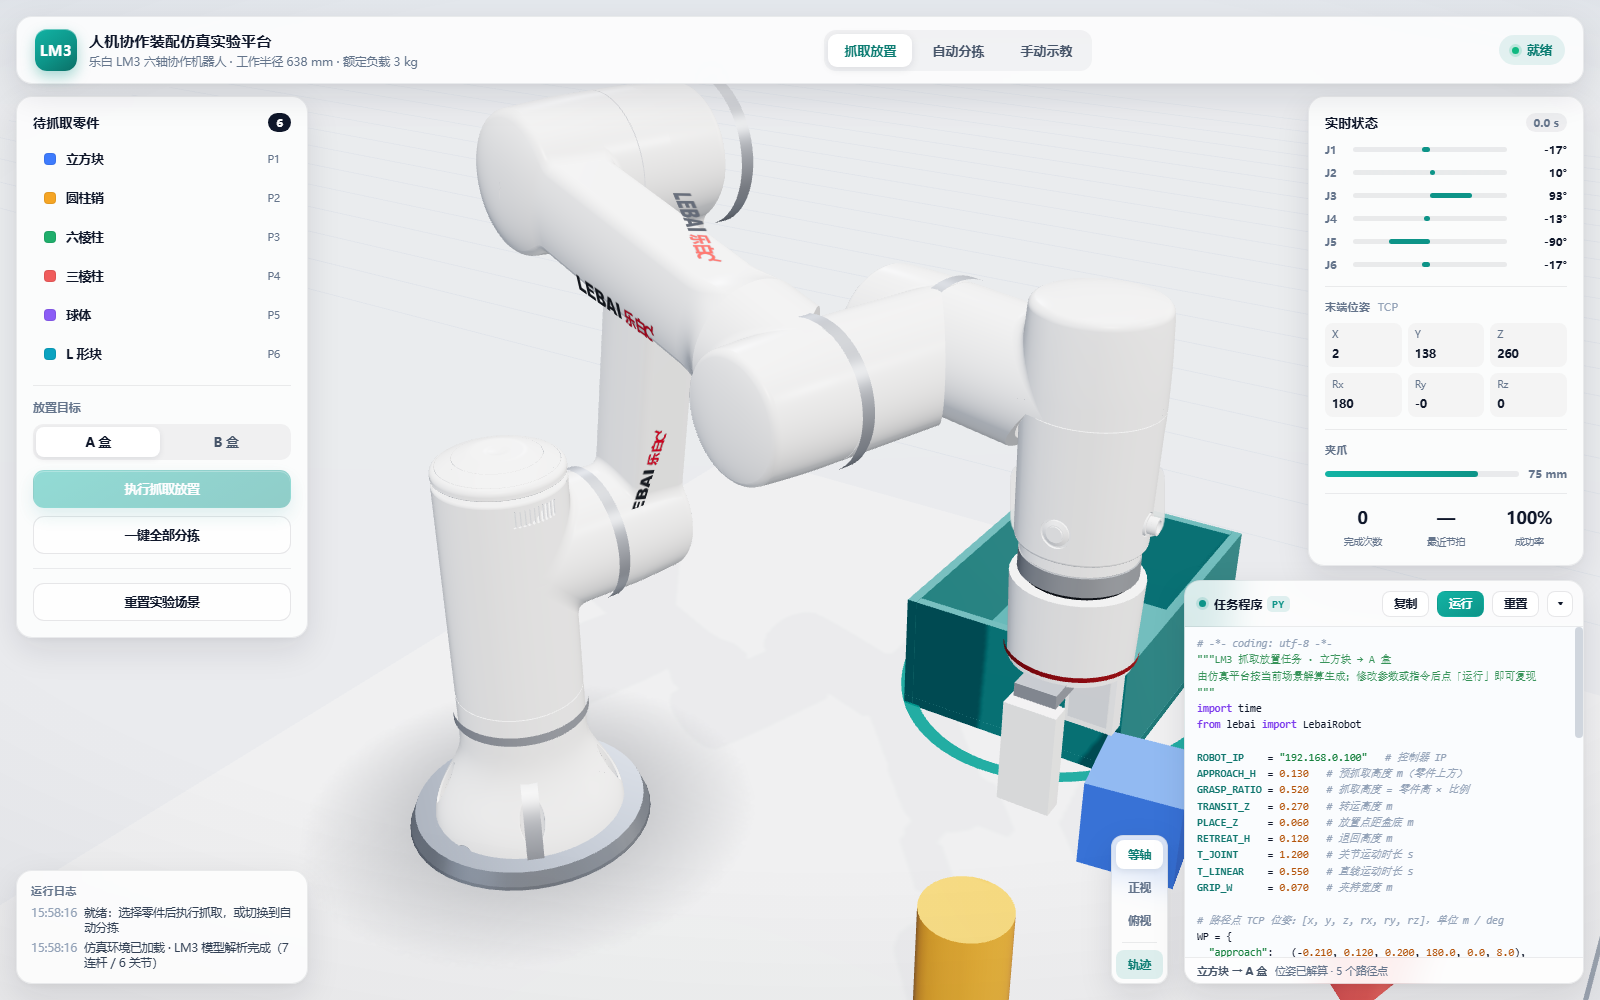 LM3
人机协作装配仿真实验平台
乐白 LM3 六轴协作机器人 · 工作半径 638 mm · 额定负载 3 kg
抓取放置
自动分拣
手动示教
就绪
待抓取零件
6
立方块 P1
圆柱销 P2
六棱柱 P3
三棱柱 P4
球体 P5
L 形块 P6
放置目标
A 盒
B 盒
执行抓取放置
一键全部分拣
重置实验场景
运行日志
15:58:16 就绪：选择零件后执行抓取，或切换到自
动分拣
15:58:16 仿真环境已加载 · LM3 模型解析完成（7
连杆 / 6 关节）
LEBAI 乐白
LEBAI 乐白
EBAI 乐白
等轴
正视
俯视
轨迹
实时状态
0.0 s
J1 -17°
J2 10°
J3 93°
J4 -13°
J5 -90°
J6 -17°
末端位姿 TCP
X Y Z
2 138 260
Rx Ry Rz
180 -0 0
夹爪
75 mm
0 — 100%
完成次数 最近节拍 成功率
任务程序 PY
复制
运行
重置
# -*- coding: utf-8 -*-
"""LM3 抓取放置任务 · 立方块 → A 盒
由仿真平台按当前场景解算生成；修改参数或指令后点「运行」即可复现
"""
import time
from lebai import LebaiRobot
ROBOT_IP = "192.168.0.100" # 控制器 IP
APPROACH_H = 0.130 # 预抓取高度 m（零件上方）
GRASP_RATIO = 0.520 # 抓取高度 = 零件高 × 比例
TRANSIT_Z = 0.270 # 转运高度 m
PLACE_Z = 0.060 # 放置点距盒底 m
RETREAT_H = 0.120 # 退回高度 m
T_JOINT = 1.200 # 关节运动时长 s
T_LINEAR = 0.550 # 直线运动时长 s
GRIP_W = 0.070 # 夹持宽度 m
# 路径点 TCP 位姿：[x, y, z, rx, ry, rz]，单位 m / deg
WP = {
"approach": (-0.210, 0.120, 0.200, 180.0, 0.0, 8.0),
立方块 → A 盒 位姿已解算 · 5 个路径点